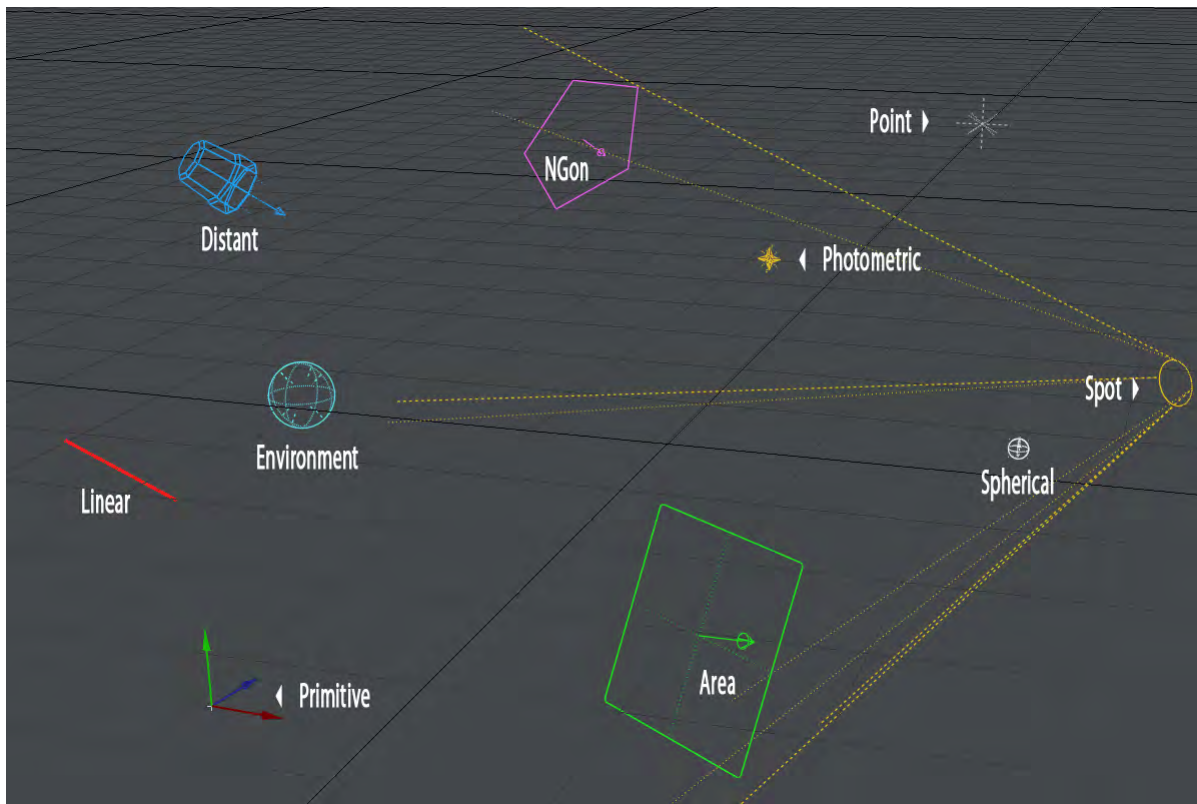 Point
NGon
Distant
Photometric
Spot
Environment
Spherical
Linear
Area
Primitive